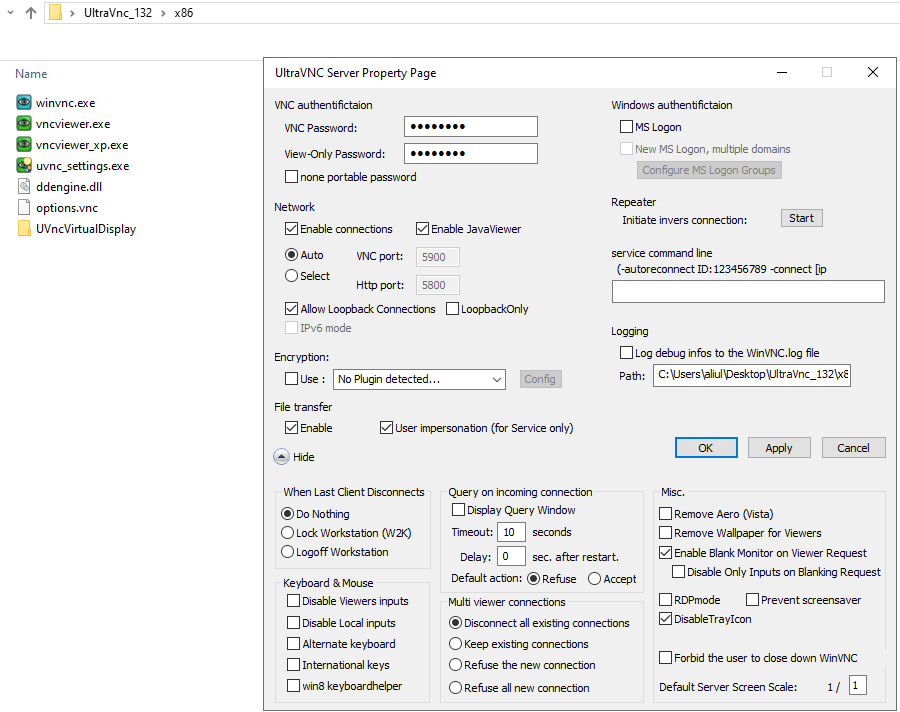 UltraVnc_132 > x86
Name
winvnc.exe
vncviewer.exe
vncviewer_xp.exe
uvnc_settings.exe
ddengine.dll
options.vnc
UVncVirtualDisplay
UltraVNC Server Property Page
VNC authentifictaion
VNC Password: ●●●●●●●●
View-Only Password: ●●●●●●●●
none portable password
Network
Enable connections Enable JavaViewer
Auto VNC port: 5900
Select
Http port: 5800
Allow Loopback Connections LoopbackOnly
IPv6 mode
Encryption:
Use : No Plugin detected... Config
File transfer
Enable User impersonation (for Service only)
Hide
Windows authentifictaion
MS Logon
New MS Logon, multiple domains
Configure MS Logon Groups
Repeater
Initiate invers connection: Start
service command line
(-autoreconnect ID:123456789 -connect [ip
Logging
Log debug infos to the WinVNC.log file
Path: C:\Users\aliul\Desktop\UltraVnc_132\x8
OK Apply Cancel
When Last Client Disconnects
Do Nothing
Lock Workstation (W2K)
Logoff Workstation
Keyboard & Mouse
Disable Viewers inputs
Disable Local inputs
Alternate keyboard
International keys
win8 keyboardhelper
Query on incoming connection
Display Query Window
Timeout: 10 seconds
Delay: 0 sec. after restart.
Default action: Refuse Accept
Multi viewer connections
Disconnect all existing connections
Keep existing connections
Refuse the new connection
Refuse all new connection
Misc.
Remove Aero (Vista)
Remove Wallpaper for Viewers
Enable Blank Monitor on Viewer Request
Disable Only Inputs on Blanking Request
RDPmode Prevent screensaver
DisableTrayIcon
Forbid the user to close down WinVNC
Default Server Screen Scale: 1 / 1